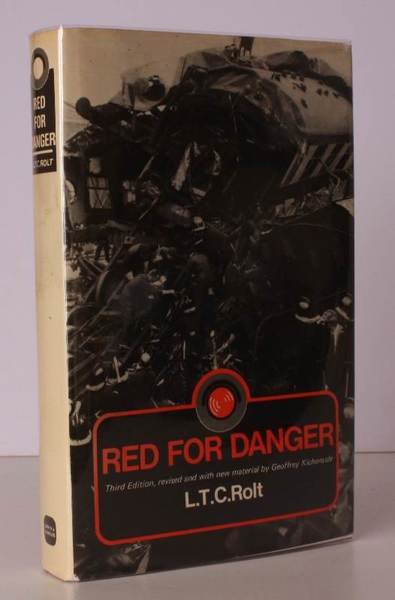 RED
FOR
DANGER
L.T.C.ROLT
RED FOR DANGER
Third Edition, revised and with new material by Geoffrey Kichenside
L.T.C.Rolt